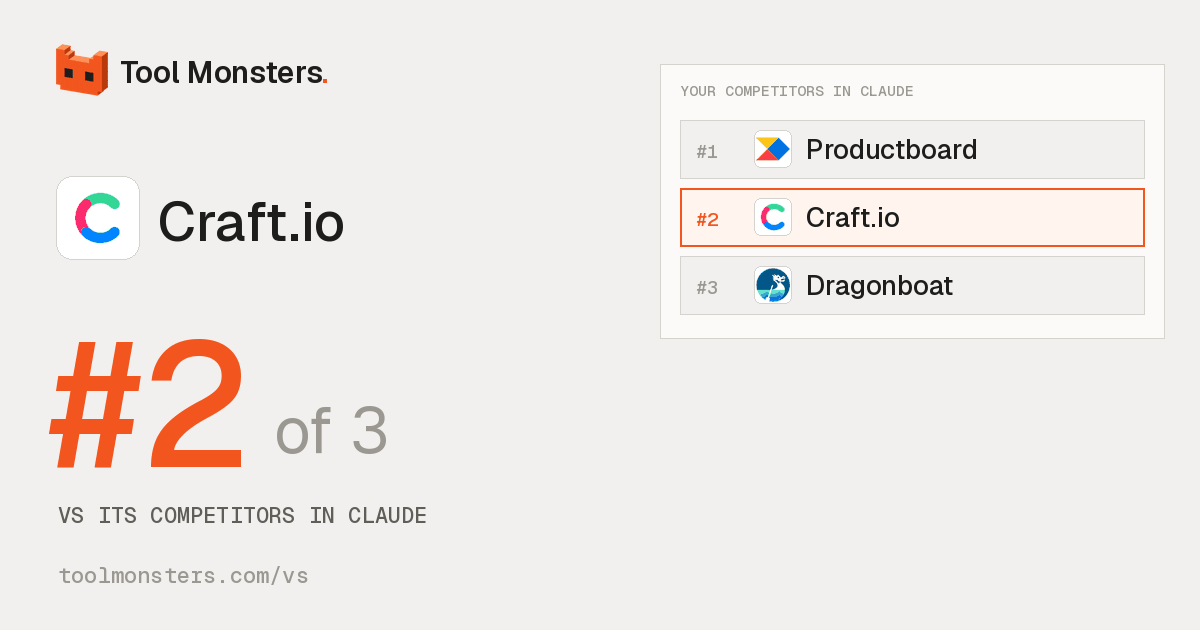 Tool Monsters.
Craft.io
#2 of 3
VS ITS COMPETITORS IN CLAUDE
toolmonsters.com/vs
YOUR COMPETITORS IN CLAUDE
#1 Productboard
#2 Craft.io
#3 Dragonboat